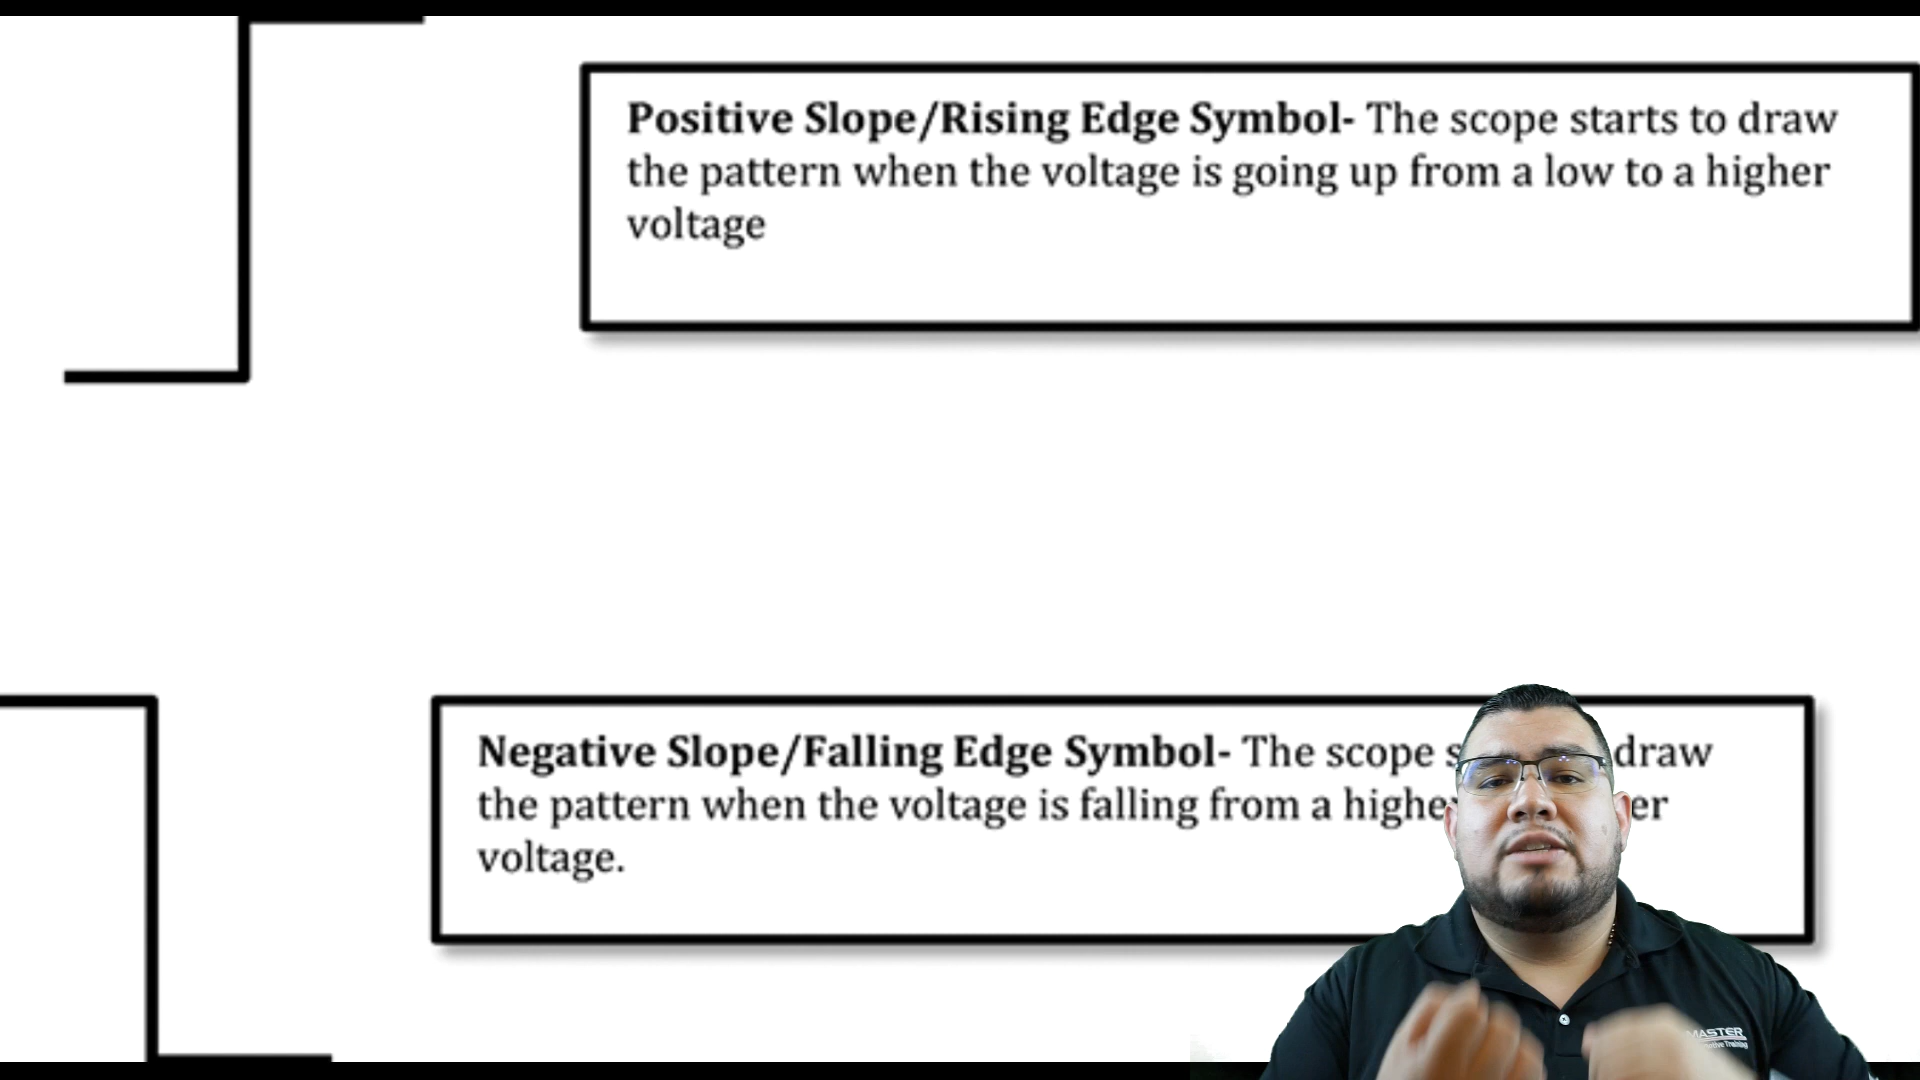 Positive Slope/Rising Edge Symbol- The scope starts to draw
the pattern when the voltage is going up from a low to a higher
voltage
Negative Slope/Falling Edge Symbol- The scope draw
the pattern when the voltage is falling from a
voltage.
MASTER